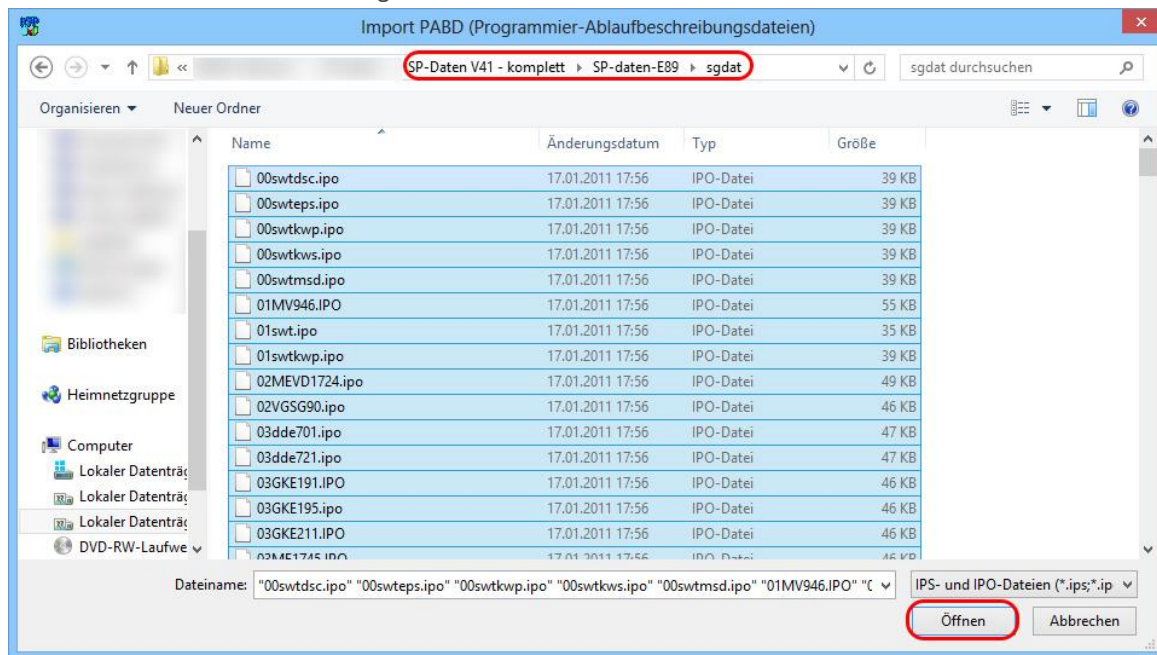 Import PABD (Programmier-Ablaufbeschreibungsdateien)
« SP-Daten V41 - komplett ▸ SP-daten-E89 ▸ sgdat
sgdat durchsuchen
Organisieren Neuer Ordner
Name Änderungsdatum Typ Größe
00swtdsc.ipo 17.01.2011 17:56 IPO-Datei 39 KB
00swteps.ipo 17.01.2011 17:56 IPO-Datei 39 KB
00swtkwp.ipo 17.01.2011 17:56 IPO-Datei 39 KB
00swtkws.ipo 17.01.2011 17:56 IPO-Datei 39 KB
00swtmsd.ipo 17.01.2011 17:56 IPO-Datei 39 KB
01MV946.IPO 17.01.2011 17:56 IPO-Datei 55 KB
01swt.ipo 17.01.2011 17:56 IPO-Datei 35 KB
01swtkwp.ipo 17.01.2011 17:56 IPO-Datei 39 KB
02MEVD1724.ipo 17.01.2011 17:56 IPO-Datei 49 KB
02VGSG90.ipo 17.01.2011 17:56 IPO-Datei 46 KB
03dde701.ipo 17.01.2011 17:56 IPO-Datei 47 KB
03dde721.ipo 17.01.2011 17:56 IPO-Datei 47 KB
03GKE191.IPO 17.01.2011 17:56 IPO-Datei 46 KB
03GKE195.ipo 17.01.2011 17:56 IPO-Datei 46 KB
03GKE211.IPO 17.01.2011 17:56 IPO-Datei 46 KB
17.01.2011 17:56 IPO-Datei 46 KB
Bibliotheken
Heimnetzgruppe
Computer
Lokaler Datenträg
Lokaler Datenträg
Lokaler Datenträg
DVD-RW-Laufwe
Dateiname: "00swtdsc.ipo" "00swteps.ipo" "00swtkwp.ipo" "00swtkws.ipo" "00swtmsd.ipo" "01MV946.IPO" "0
IPS- und IPO-Dateien (*.ips;*.ip
Öffnen Abbrechen